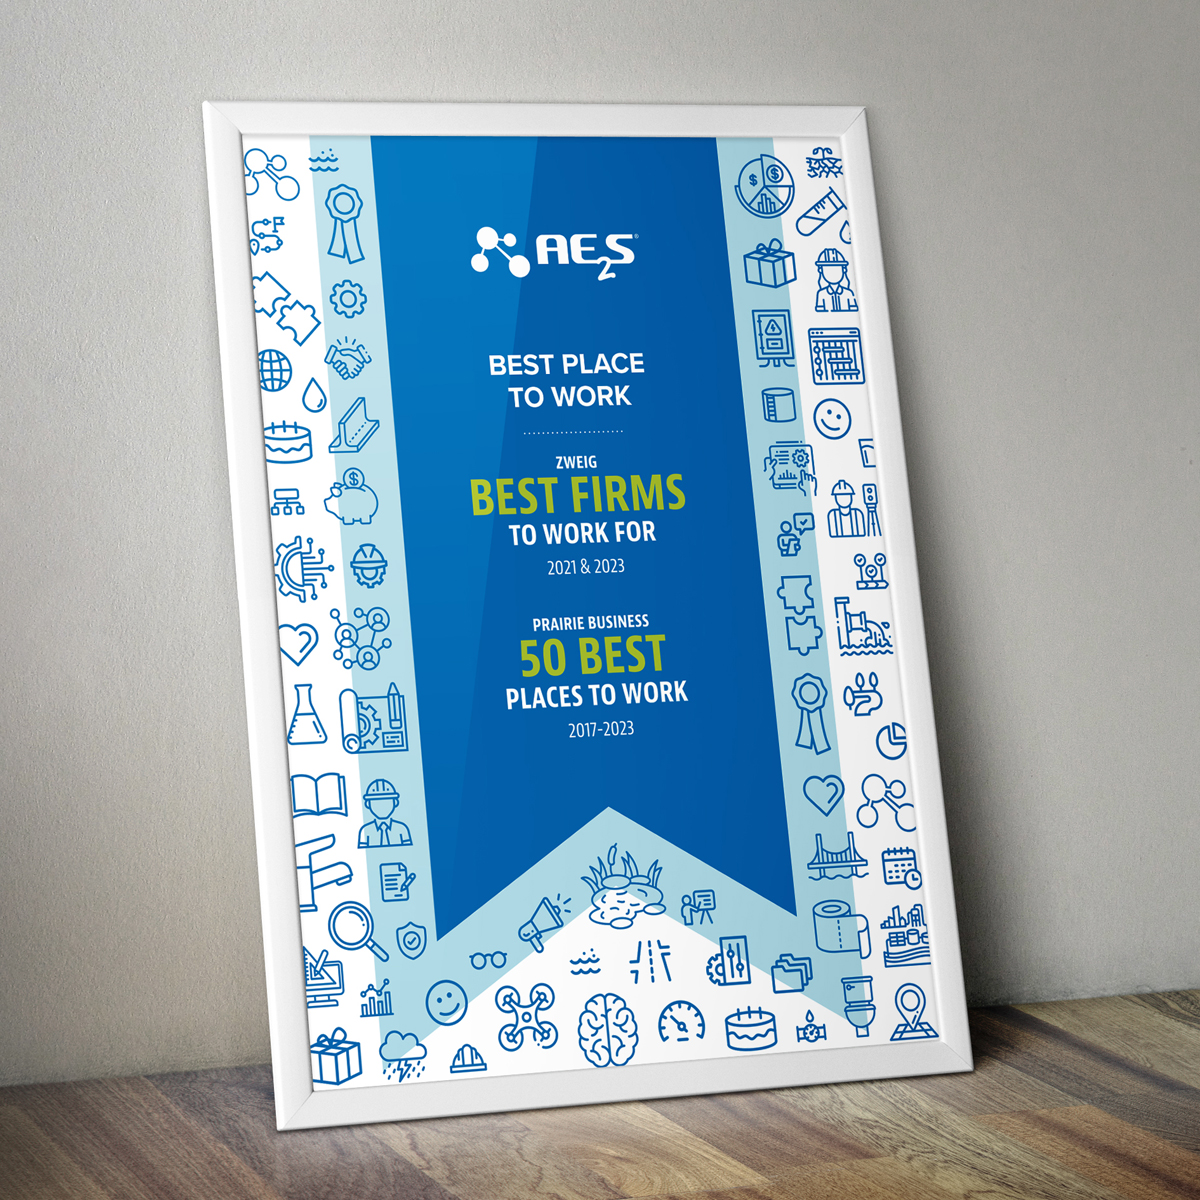 AE2S®
BEST PLACE
TO WORK
ZWEIG
BEST FIRMS
TO WORK FOR
2021 & 2023
PRAIRIE BUSINESS
50 BEST
PLACES TO WORK
2017-2023